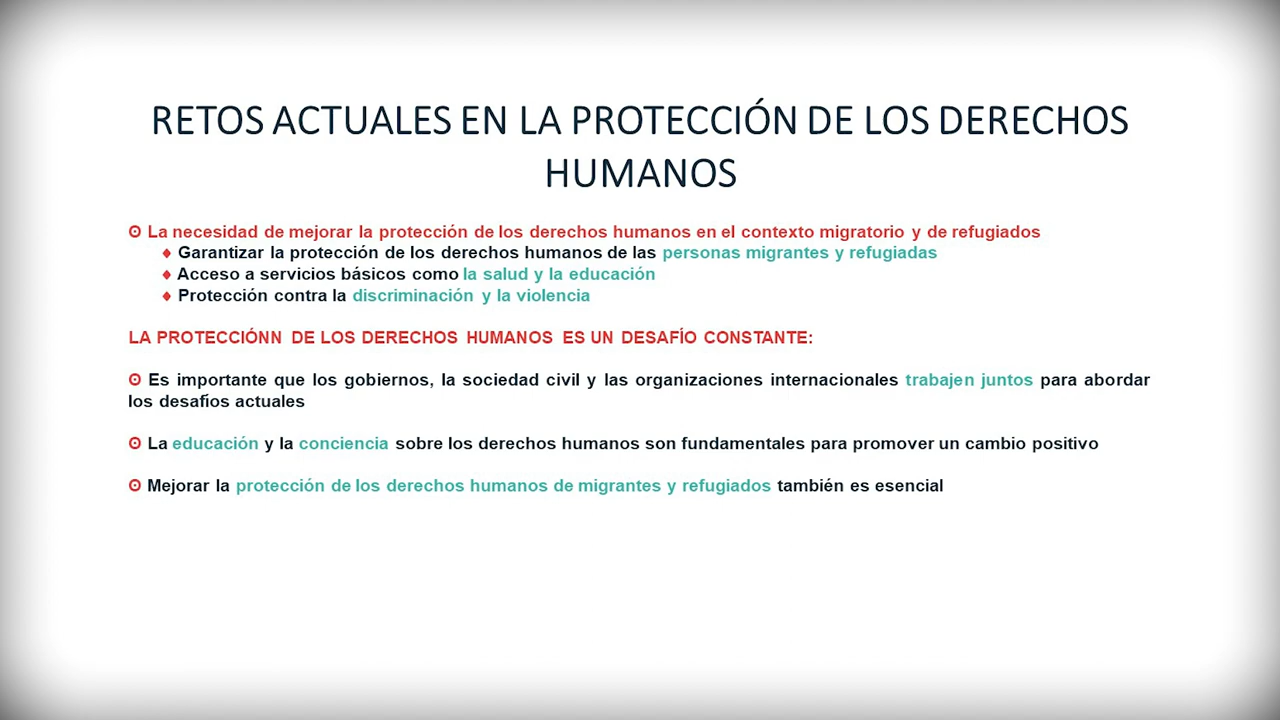 RETOS ACTUALES EN LA PROTECCIÓN DE LOS DERECHOS
HUMANOS
La necesidad de mejorar la protección de los derechos humanos en el contexto migratorio y de refugiados
Garantizar la protección de los derechos humanos de las personas migrantes y refugiadas
Acceso a servicios básicos como la salud y la educación
Protección contra la discriminación y la violencia
LA PROTECCIÓNN DE LOS DERECHOS HUMANOS ES UN DESAFÍO CONSTANTE:
Es importante que los gobiernos, la sociedad civil y las organizaciones internacionales trabajen juntos para abordar
los desafíos actuales
La educación y la conciencia sobre los derechos humanos son fundamentales para promover un cambio positivo
Mejorar la protección de los derechos humanos de migrantes y refugiados también es esencial